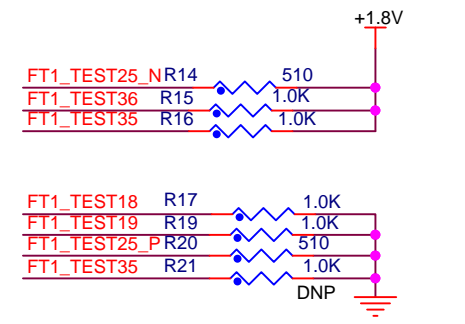 +1.8V
FT1_TEST25_N R14 510
FT1_TEST36 R15 1.0K
FT1_TEST35 R16 1.0K
FT1_TEST18 R17 1.0K
FT1_TEST19 R19 1.0K
FT1_TEST25_P R20 510
FT1_TEST35 R21 1.0K
DNP